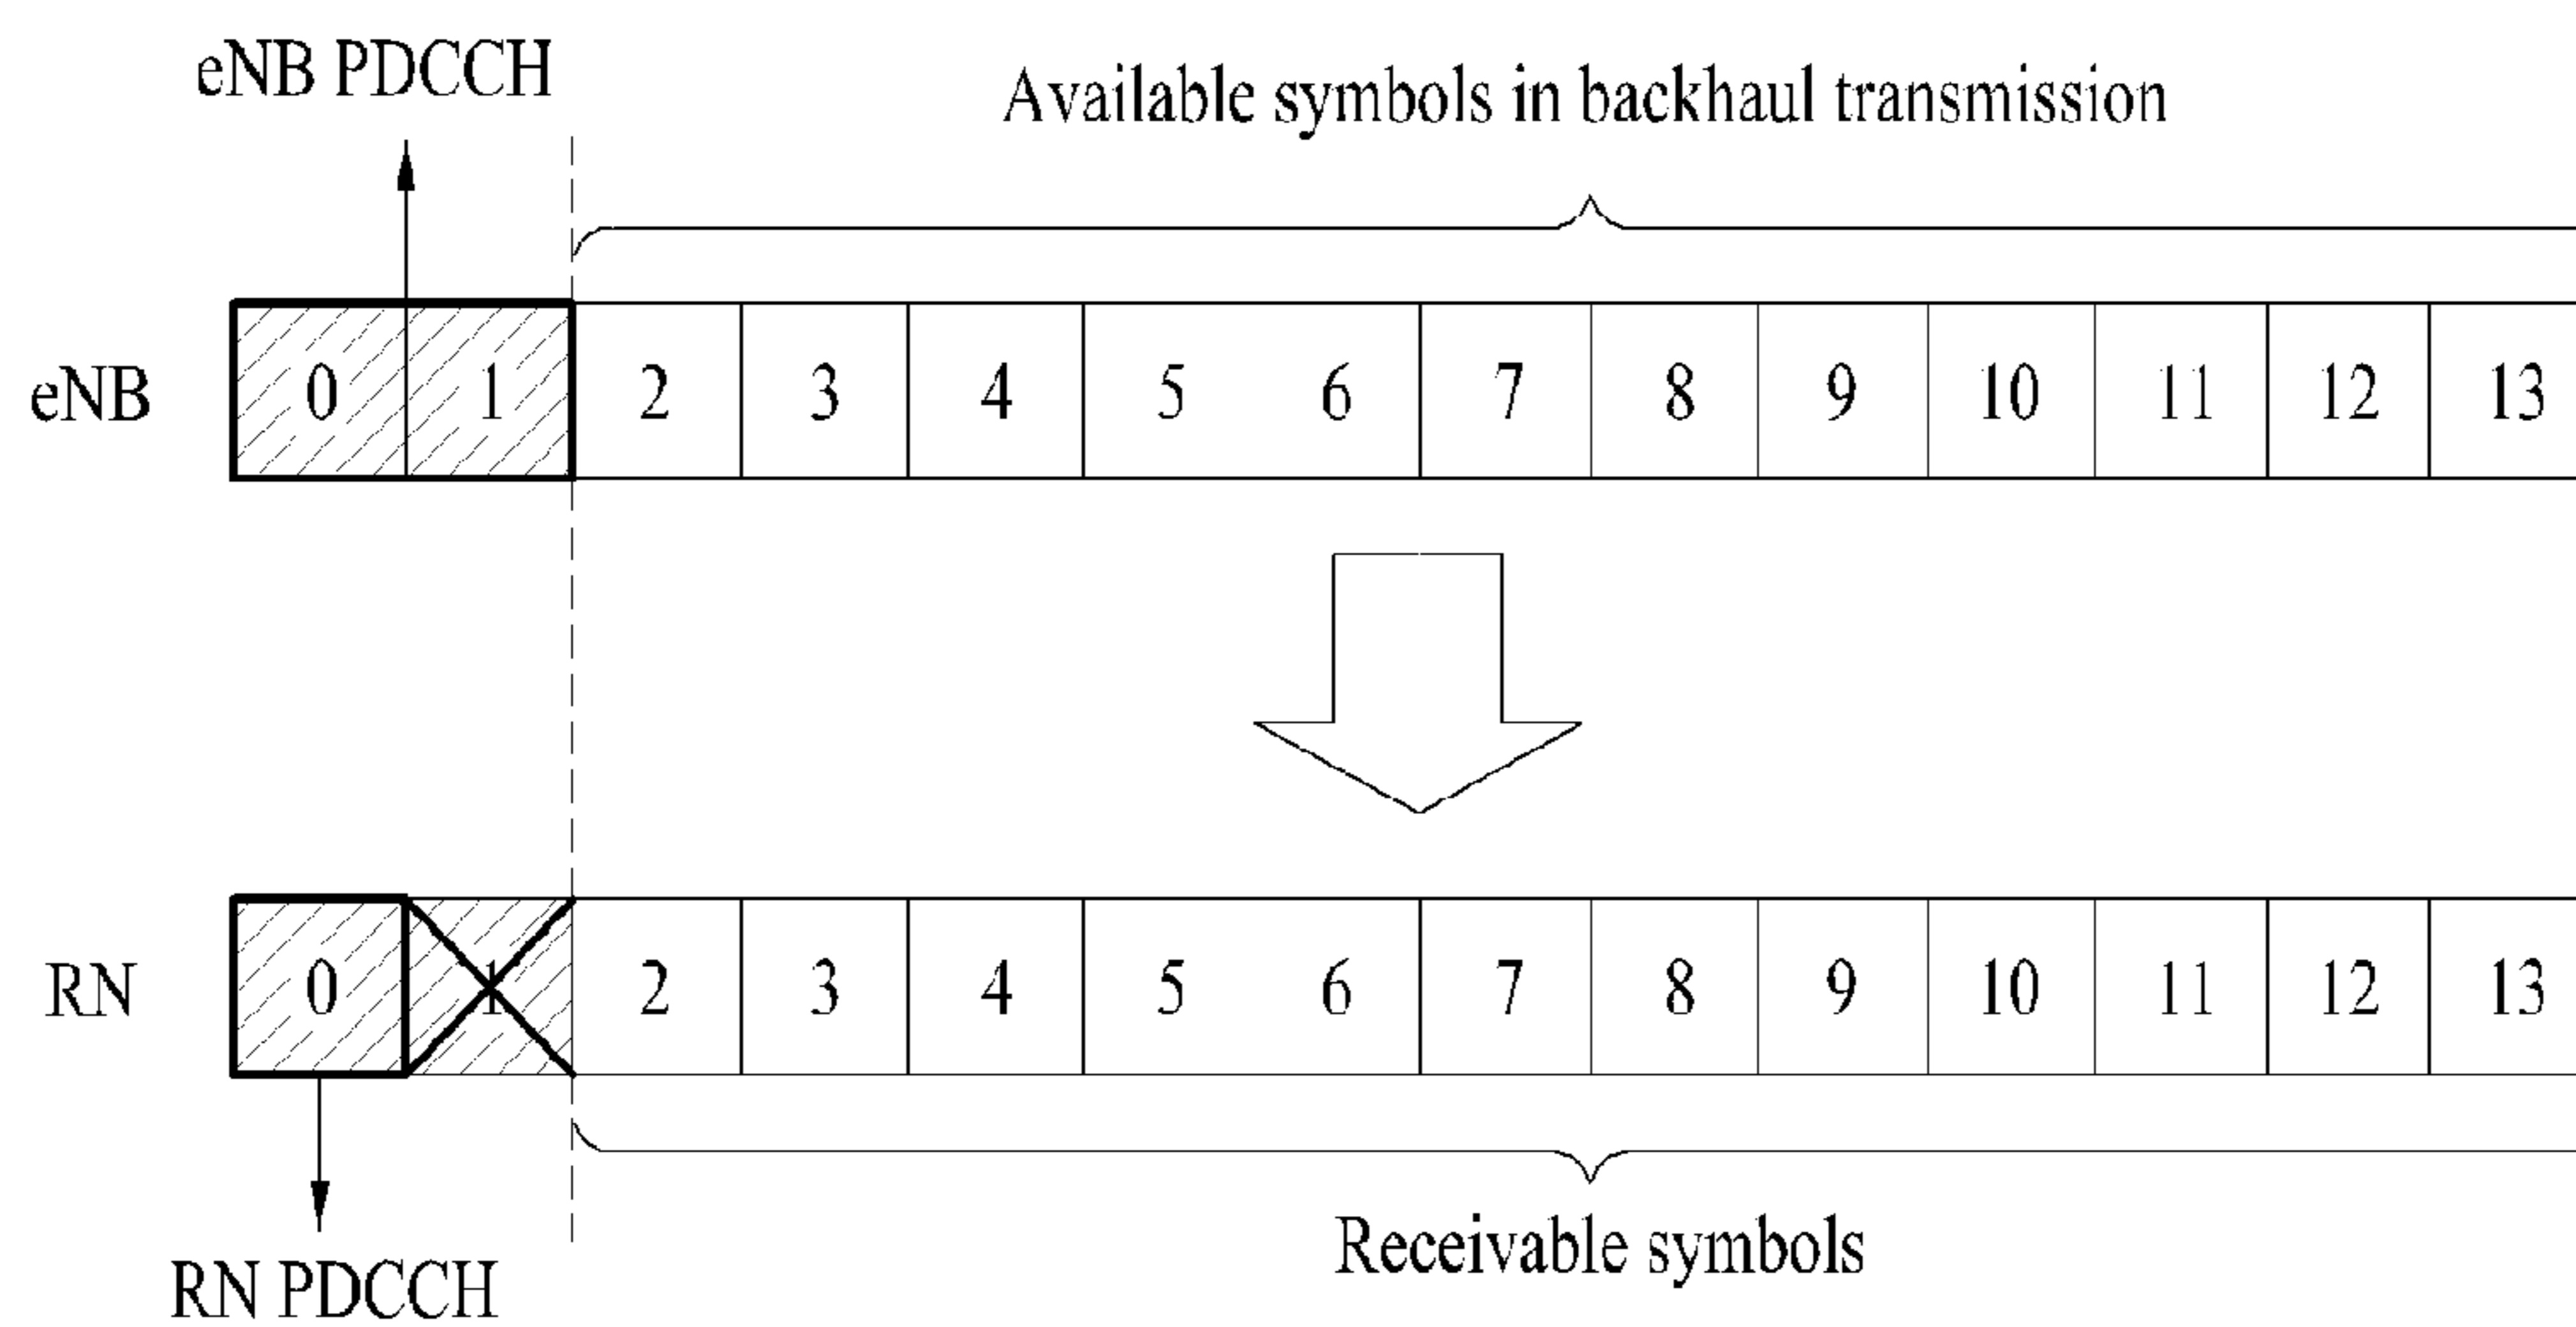 eNB PDCCH
Available symbols in backhaul transmission
eNB 0 1 2 3 4 5 6 7 8 9 10 11 12 13
RN 0 1 2 3 4 5 6 7 8 9 10 11 12 13
Receivable symbols
RN PDCCH